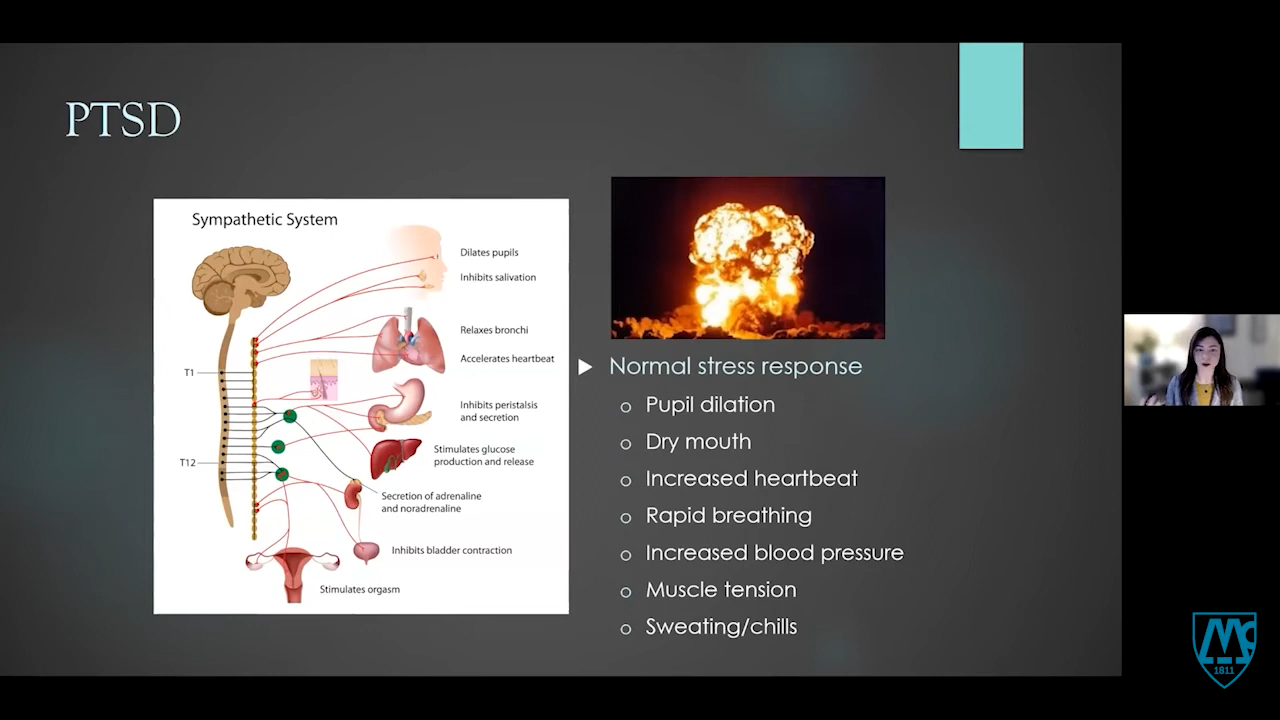 PTSD
Sympathetic System
Dilates pupils
Inhibits salivation
Relaxes bronchi
Accelerates heartbeat
T1
Inhibits peristalsis
and secretion
Stimulates glucose
production and release
T12
Secretion of adrenaline
and noradrenaline
Inhibits bladder contraction
Stimulates orgasm
Normal stress response
Pupil dilation
Dry mouth
Increased heartbeat
Rapid breathing
Increased blood pressure
Muscle tension
Sweating/chills
1811